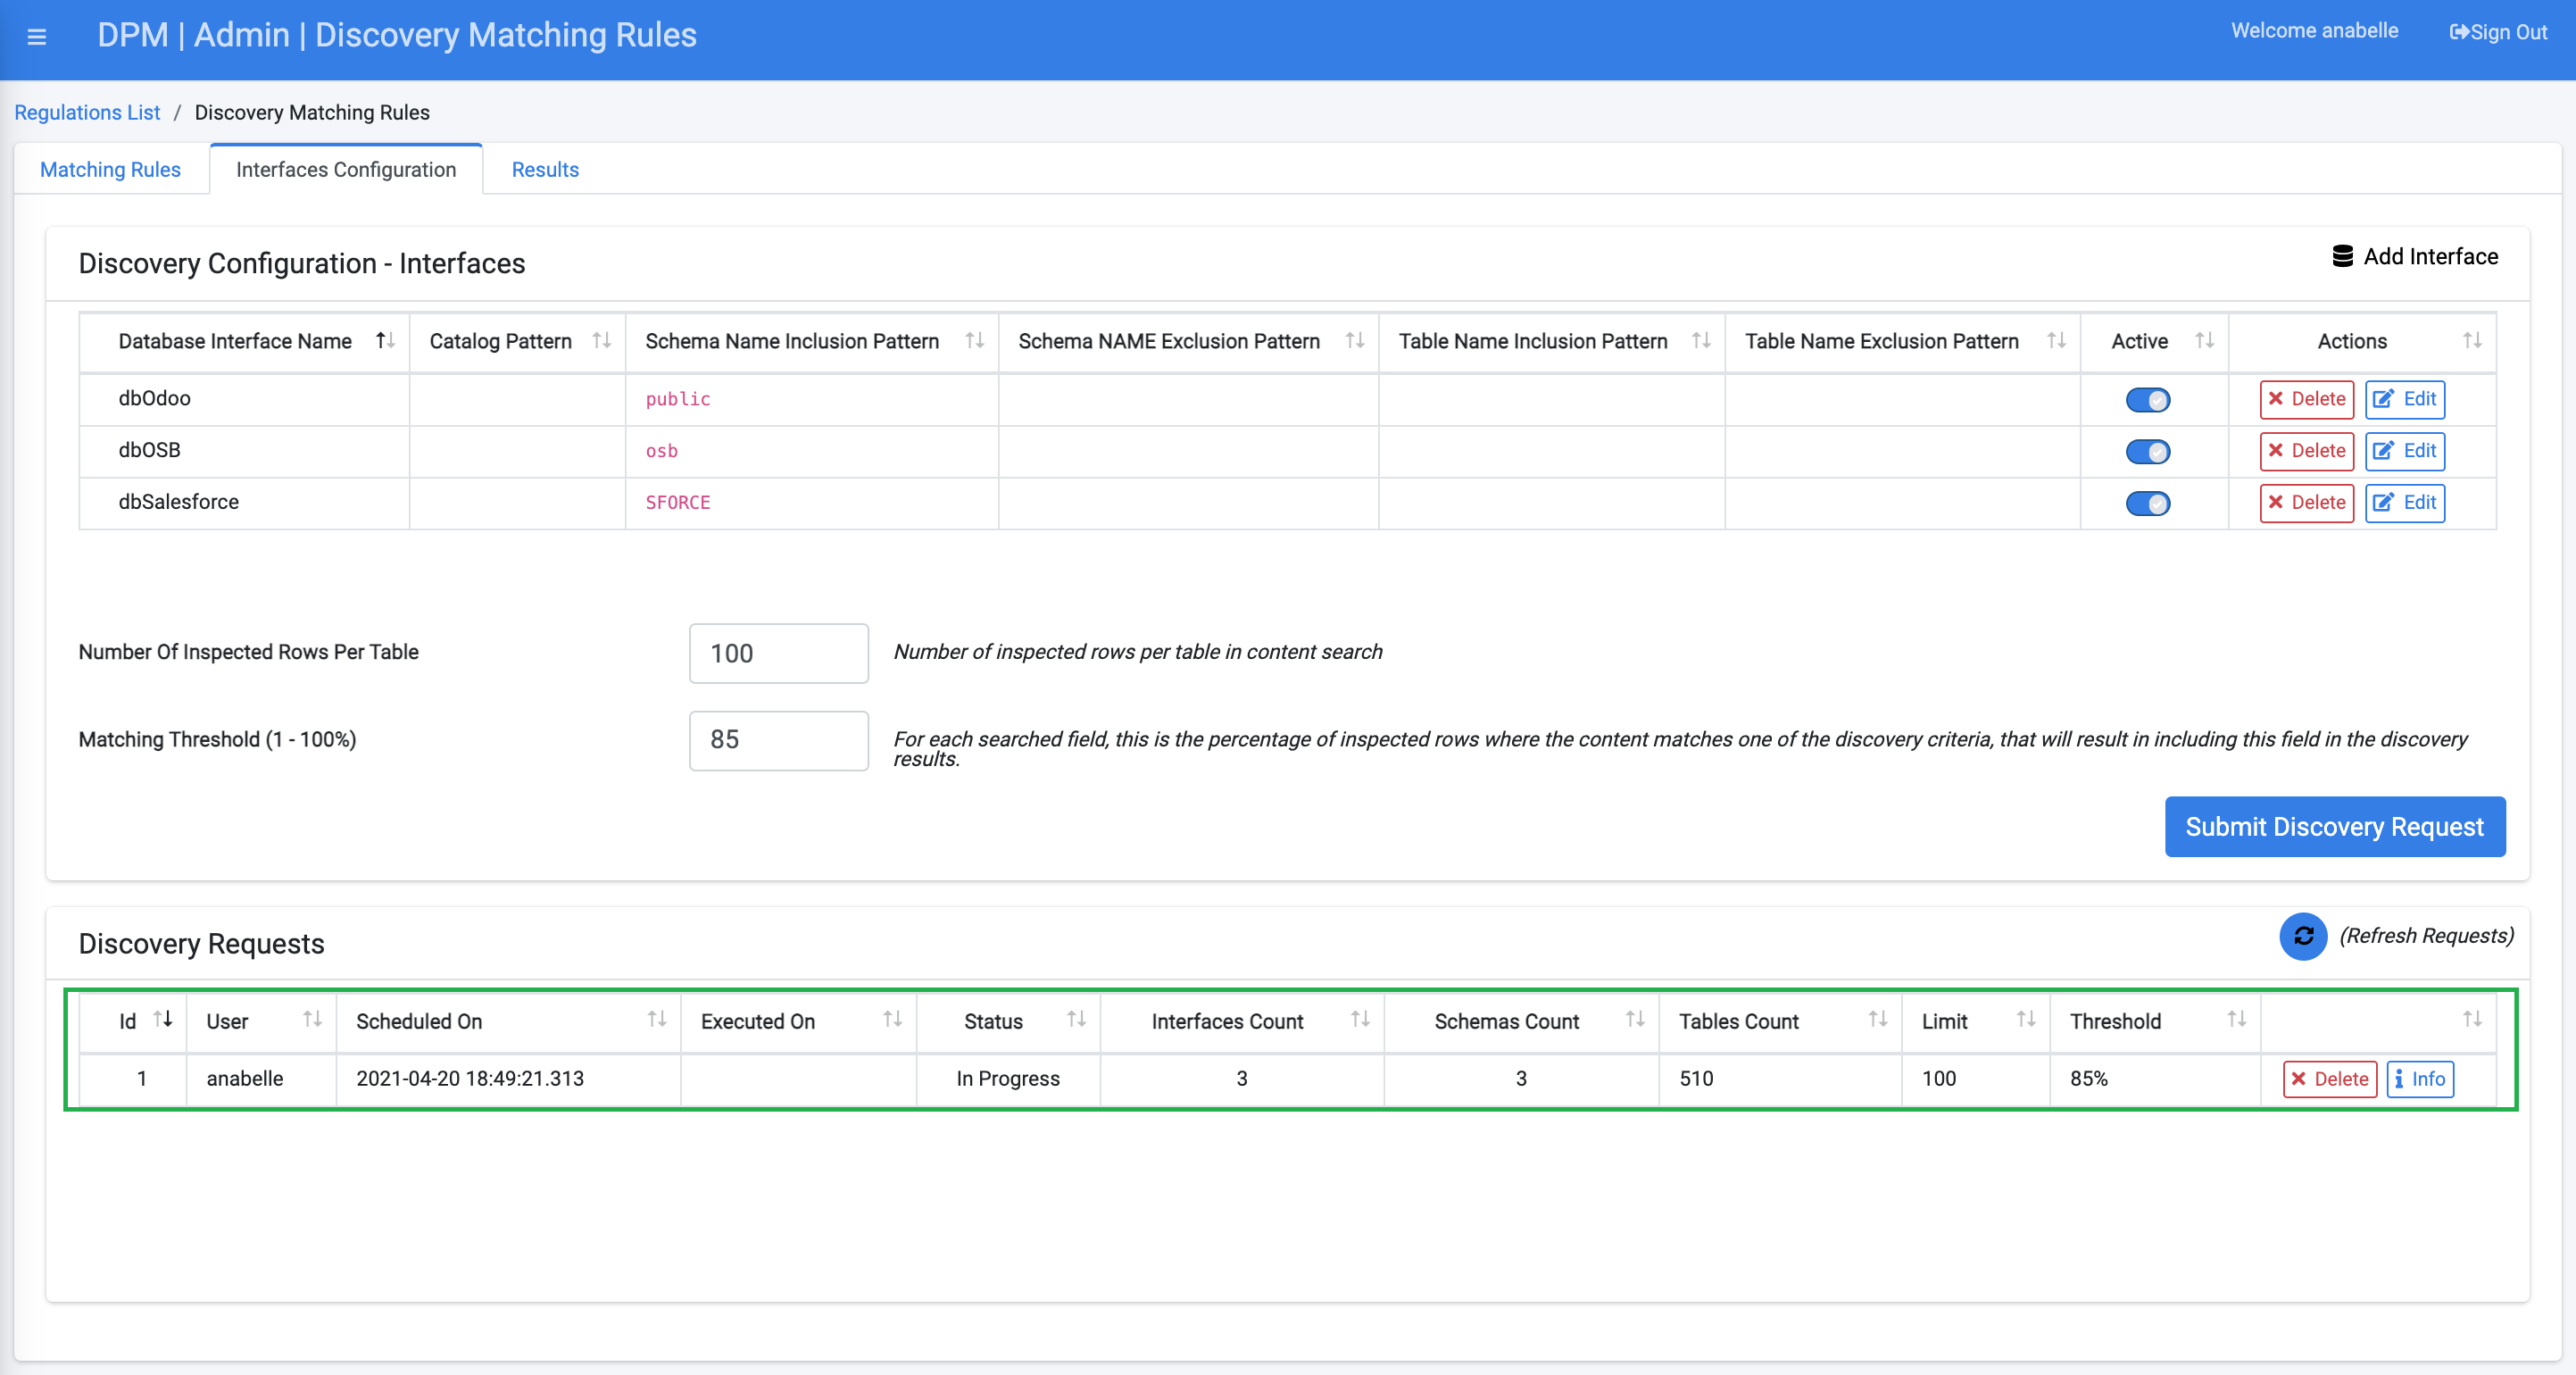 DPM | Admin | Discovery Matching Rules
Welcome anabelle
Sign Out
Regulations List / Discovery Matching Rules
Matching Rules
Interfaces Configuration
Results
Discovery Configuration - Interfaces
Add Interface
Database Interface Name Catalog Pattern Schema Name Inclusion Pattern Schema NAME Exclusion Pattern Table Name Inclusion Pattern Table Name Exclusion Pattern Active Actions
dbOdoo public Delete Edit
dbOSB osb Delete Edit
dbSalesforce SFORCE Delete Edit
Number Of Inspected Rows Per Table 100 Number of inspected rows per table in content search
Matching Threshold (1 - 100%) 85 For each searched field, this is the percentage of inspected rows where the content matches one of the discovery criteria, that will result in including this field in the discovery
results.
Submit Discovery Request
Discovery Requests
(Refresh Requests)
Id User Scheduled On Executed On Status Interfaces Count Schemas Count Tables Count Limit Threshold
1 anabelle 2021-04-20 18:49:21.313 In Progress 3 3 510 100 85% Delete Info